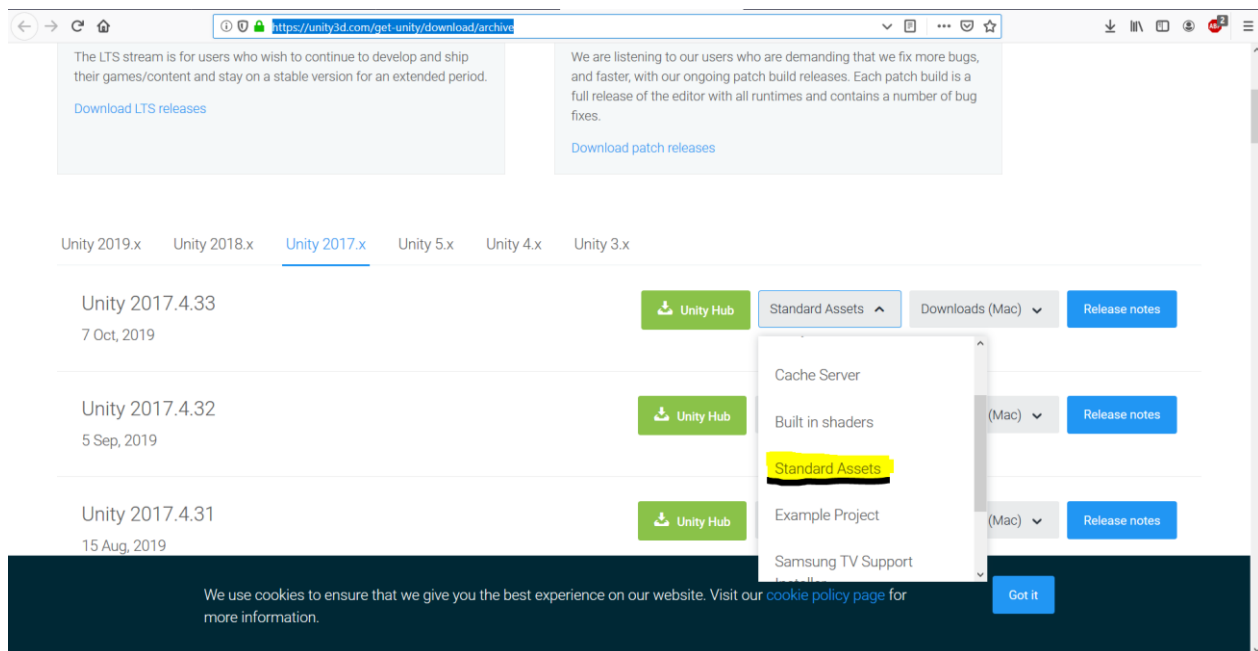 https://unity3d.com/get-unity/download/archive
2
The LTS stream is for users who wish to continue to develop and ship
their games/content and stay on a stable version for an extended period.
Download LTS releases
We are listening to our users who are demanding that we fix more bugs,
and faster, with our ongoing patch build releases. Each patch build is a
full release of the editor with all runtimes and contains a number of bug
fixes.
Download patch releases
Unity 2019.x Unity 2018.x Unity 2017.x Unity 5.x Unity 4.x Unity 3.x
Unity 2017.4.33
7 Oct, 2019
Unity Hub Standard Assets Downloads (Mac) Release notes
Cache Server
Built in shaders
Standard Assets
Example Project
Samsung TV Support
Unity 2017.4.32
5 Sep, 2019
Unity Hub (Mac) Release notes
Unity 2017.4.31
15 Aug, 2019
Unity Hub (Mac) Release notes
We use cookies to ensure that we give you the best experience on our website. Visit our cookie policy page for
more information.
Got it